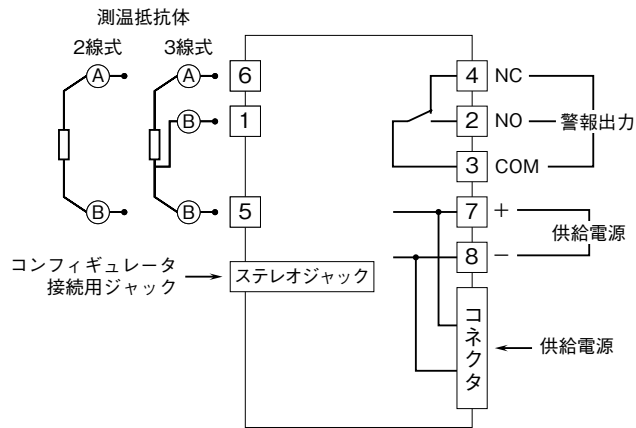 測温抵抗体
2線式 3線式
A A 6
B 1
B B 5
コンフィギュレータ
接続用ジャック
ステレオジャック
4 NC
2 NO 警報出力
3 COM
7 +
供給電源
8 −
コネクタ
供給電源